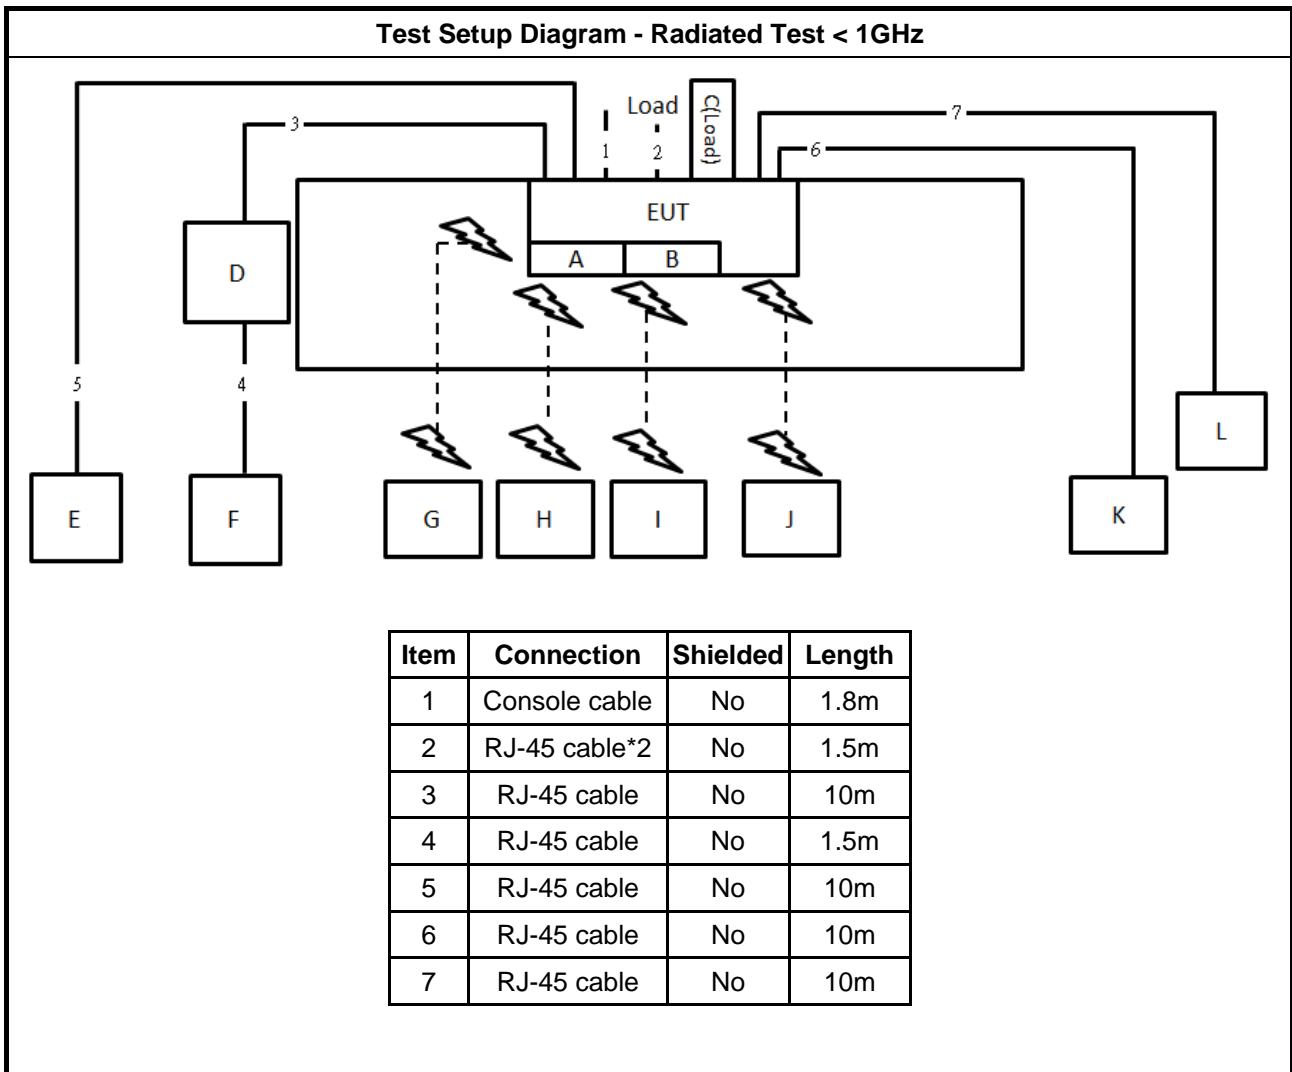 Test Setup Diagram - Radiated Test < 1GHz
Load
C(Load)
7
3
1
2
6
EUT
A
B
D
5
4
L
E
F
G
H
I
J
K
Item Connection Shielded Length
1 Console cable No 1.8m
2 RJ-45 cable*2 No 1.5m
3 RJ-45 cable No 10m
4 RJ-45 cable No 1.5m
5 RJ-45 cable No 10m
6 RJ-45 cable No 10m
7 RJ-45 cable No 10m